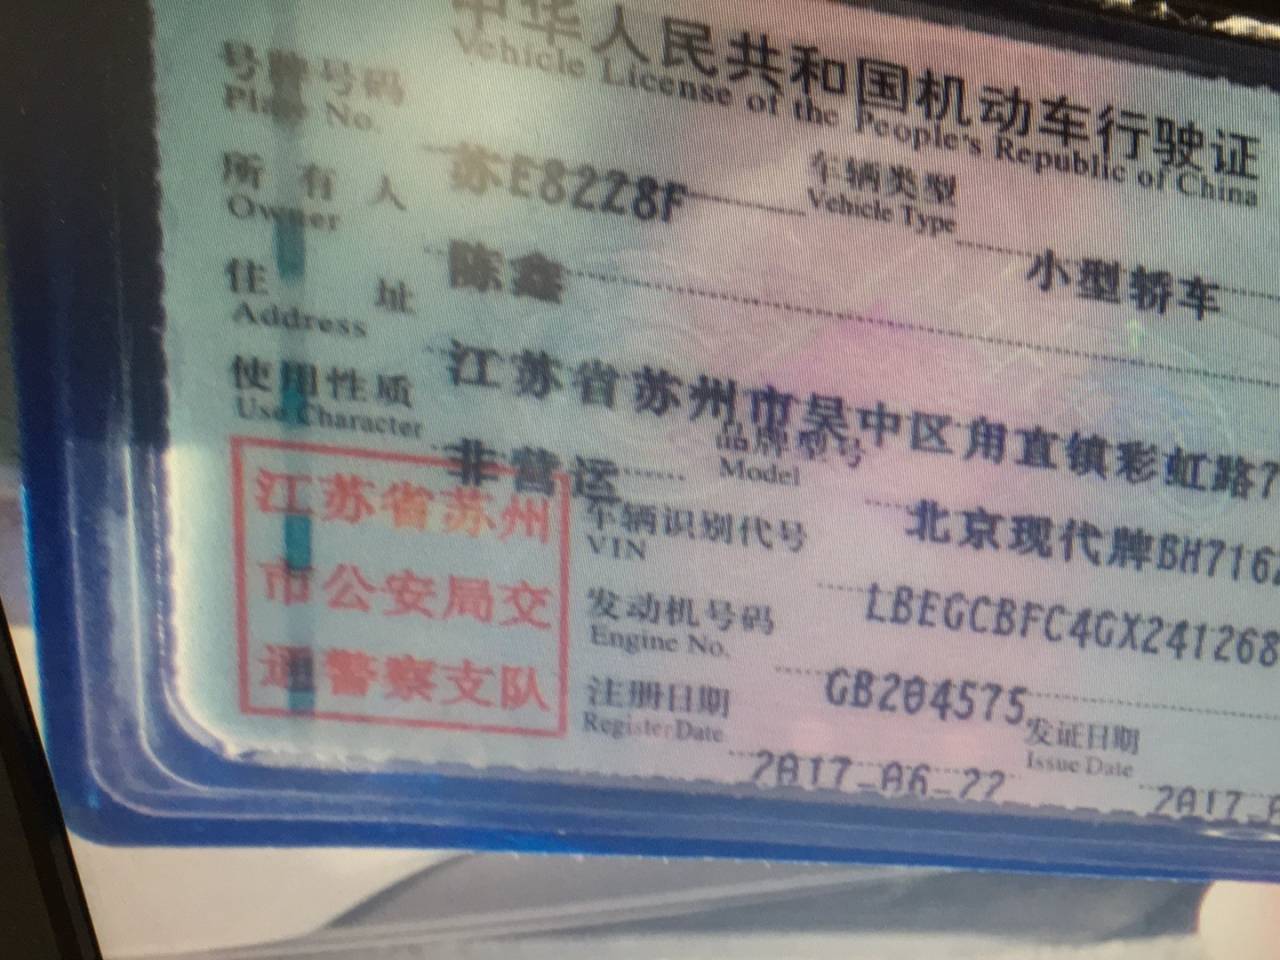 中华人民共和国机动车行驶证
Vehicle License of the People's Republic of China
号牌号码
Plate No.
苏E8228F
车辆类型
Vehicle Type
小型轿车
所有人
Owner
陈鑫
住址
Address
江苏省苏州市吴中区甪直镇彩虹路7
使用性质
Use Character
非营运
品牌型号
Model
北京现代牌BH716
车辆识别代号
VIN
LBEGCBFC4GX241268
发动机号码
Engine No.
GB204575
注册日期
Register Date
2017-06-22
发证日期
Issue Date
2017-
江苏省苏州
市公安局交
通警察支队